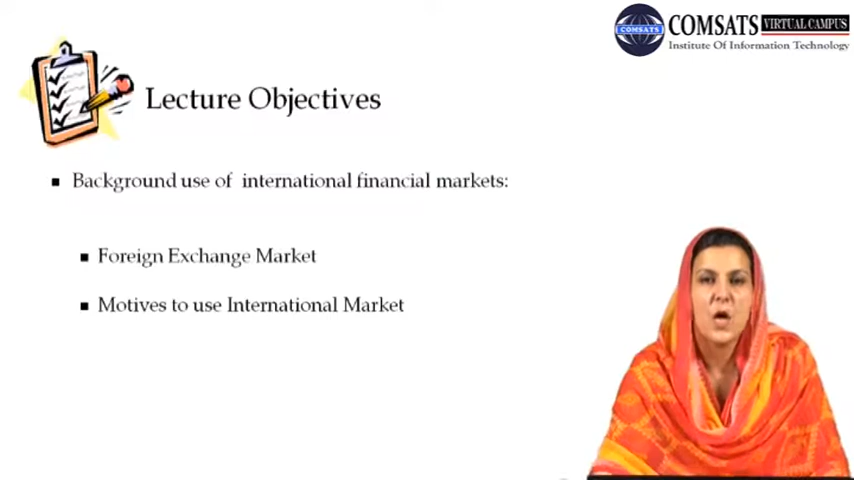 COMSATS VIRTUAL CAMPUS
COMSATS Institute Of Information Technology
Lecture Objectives
■ Background use of international financial markets:
■ Foreign Exchange Market
■ Motives to use International Market